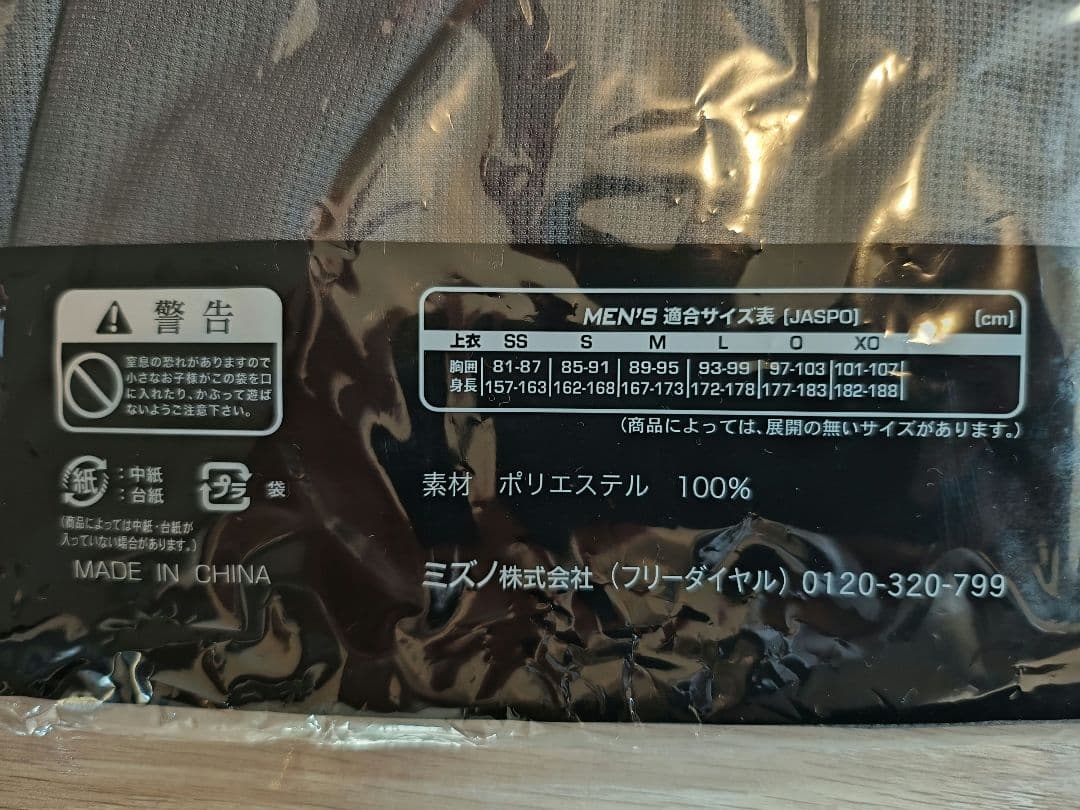 警告
窒息の恐れがありますので
小さなお子様がこの袋を口
に入れたり、かぶって遊ば
ないようご注意下さい。
紙 :中紙
:台紙
プラ 袋
(商品によっては中紙・台紙が
入っていない場合があります。)
MADE IN CHINA
MEN'S 適合サイズ表 [JASPO] [cm]
上衣 SS S M L O XO
胸囲 81-87 85-91 89-95 93-99 97-103 101-107
身長 157-163 162-168 167-173 172-178 177-183 182-188
(商品によっては、展開の無いサイズがあります。)
素材 ポリエステル 100%
ミズノ株式会社 (フリーダイヤル) 0120-320-799